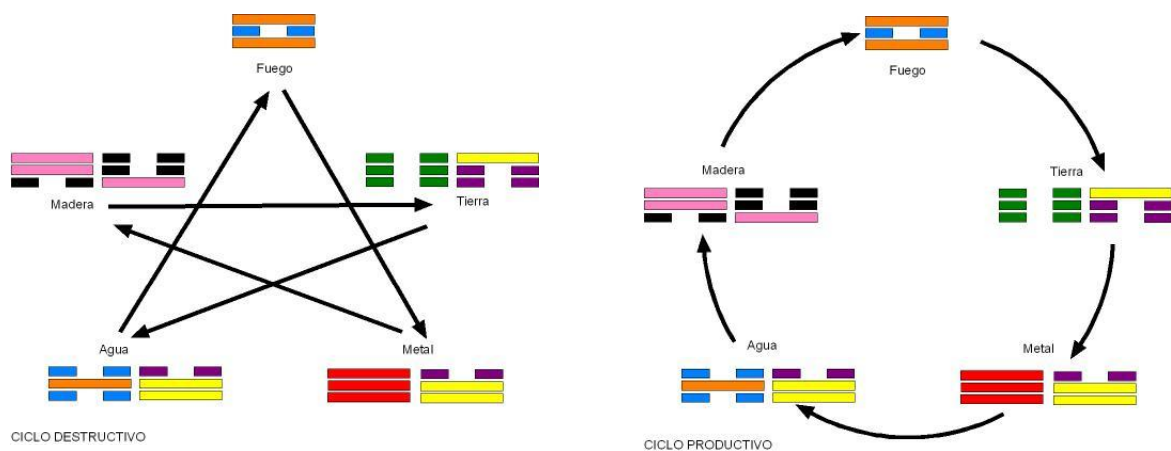 Fuego
Madera
Tierra
Agua
Metal
CICLO DESTRUCTIVO
Fuego
Madera
Tierra
Agua
Metal
CICLO PRODUCTIVO